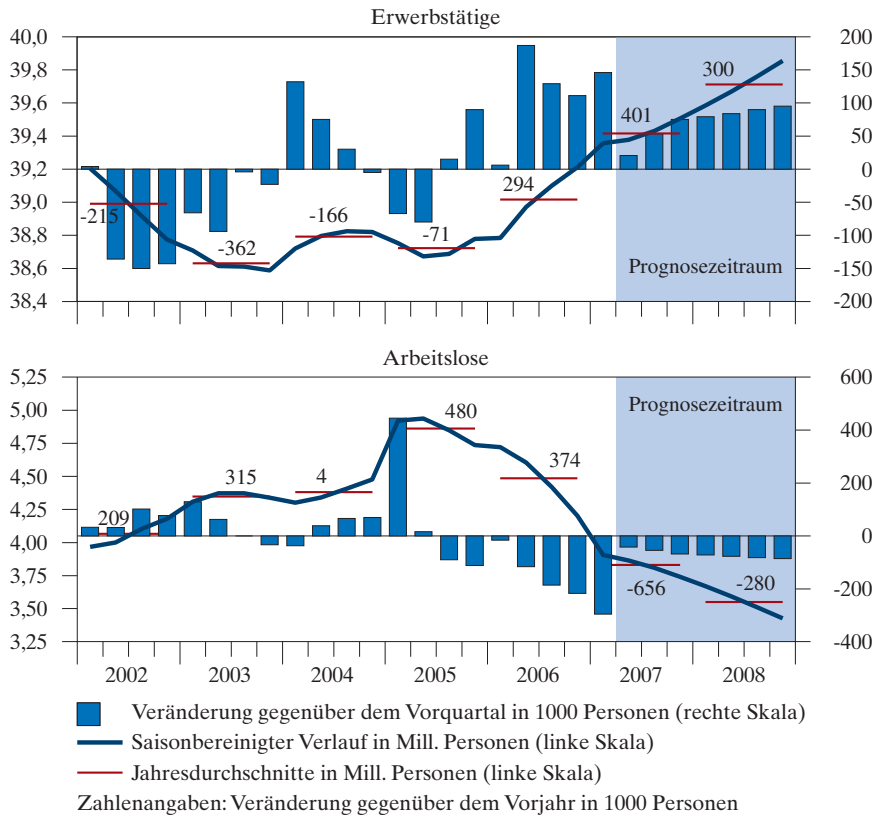 Erwerbstätige
40,0 200
39,8 300 150
39,6 100
39,4 401 50
39,2 0
39,0 294 -50
-215
38,8 -166 -71 -100
38,6 -362 Prognosezeitraum -150
38,4 -200
Arbeitslose
5,25 600
5,00 480 Prognosezeitraum 400
4,75
4,50 315 4 374 200
4,25 209
4,00 0
3,75 -656 -280 -200
3,50
3,25 -400
2002 2003 2004 2005 2006 2007 2008
Veränderung gegenüber dem Vorquartal in 1000 Personen (rechte Skala)
Saisonbereinigter Verlauf in Mill. Personen (linke Skala)
Jahresdurchschnitte in Mill. Personen (linke Skala)
Zahlenangaben: Veränderung gegenüber dem Vorjahr in 1000 Personen